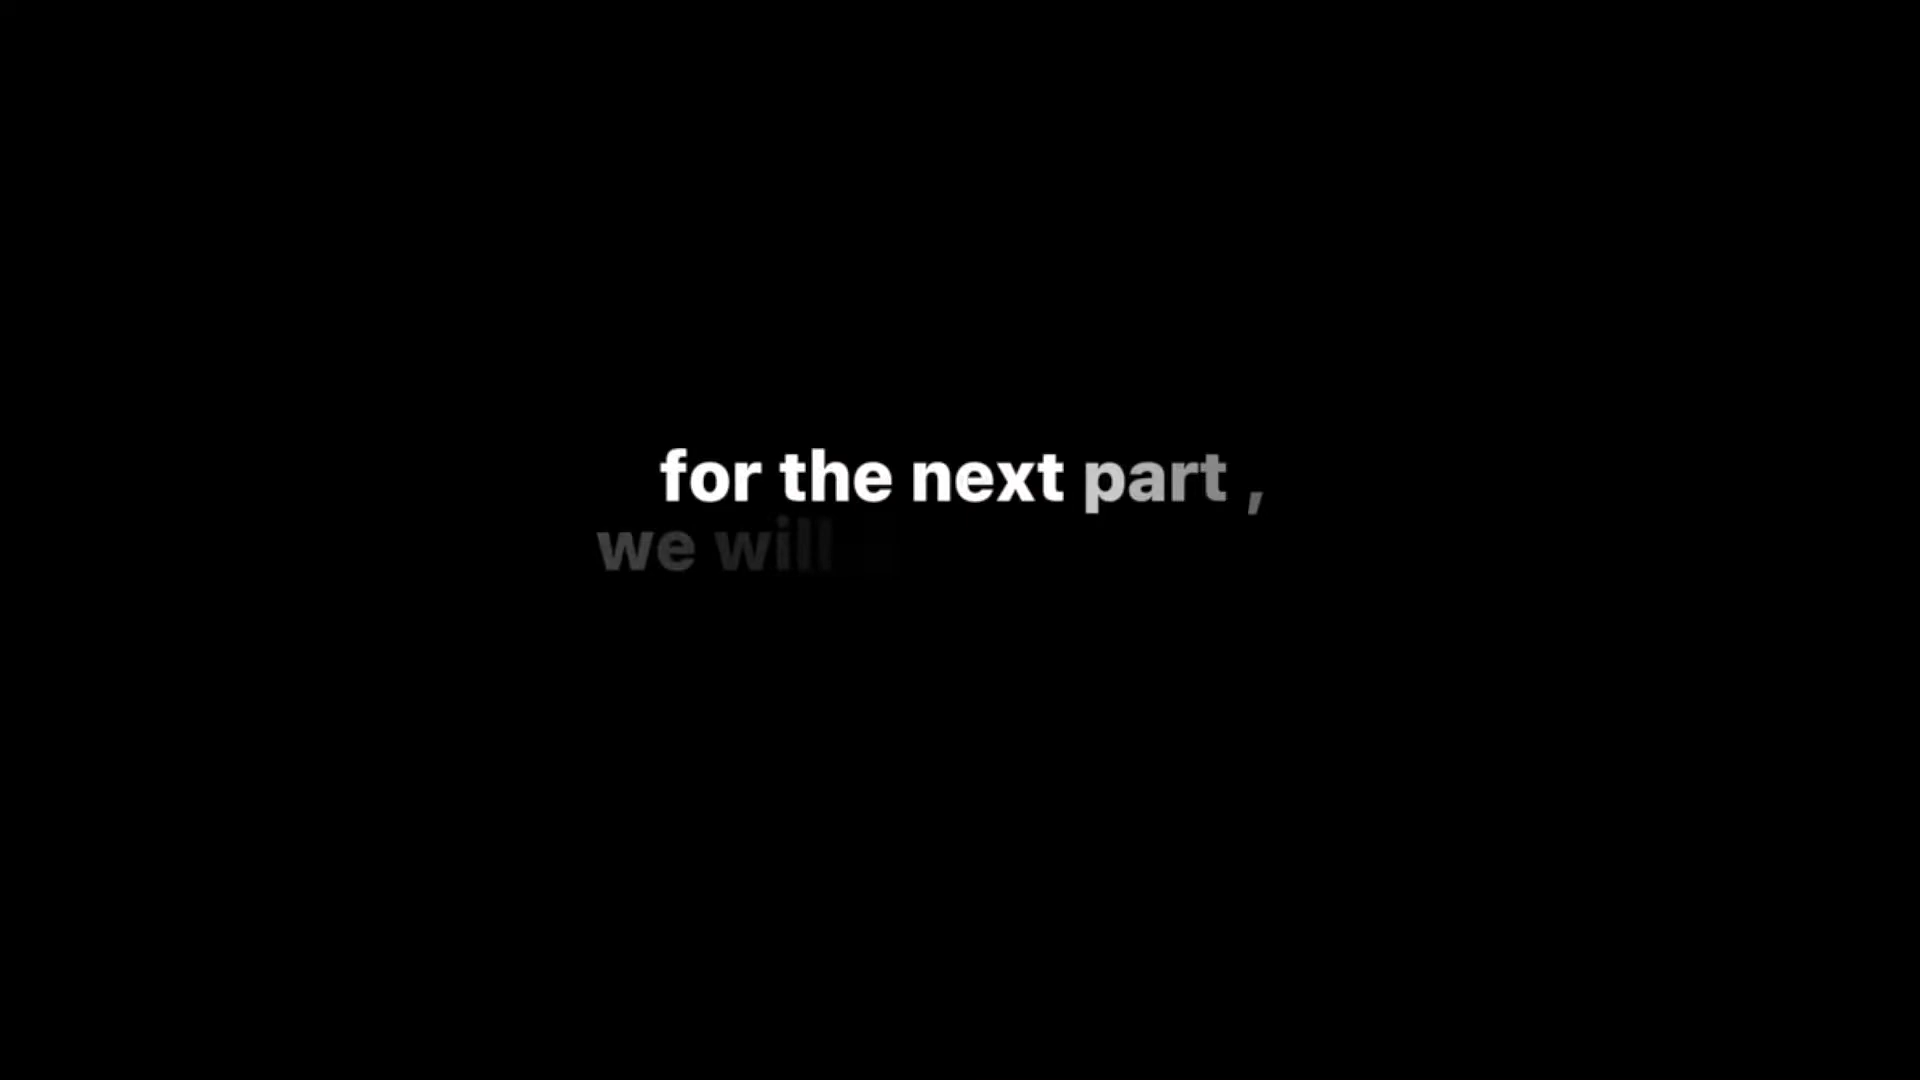 for the next part ,
we will